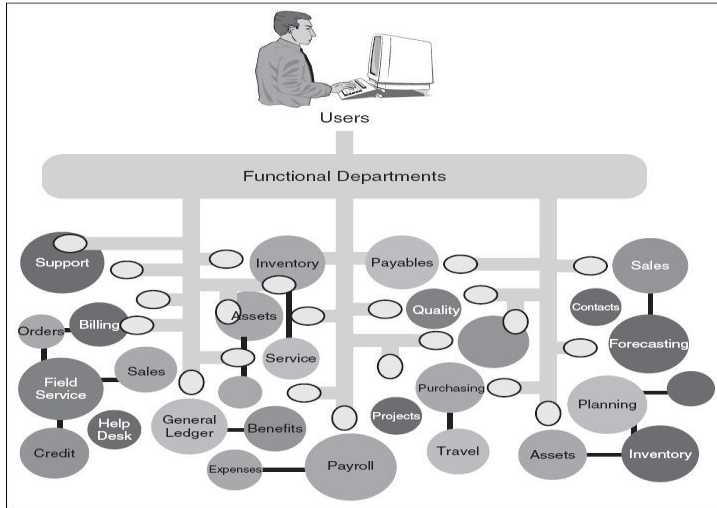 Users
Functional Departments
Support
Inventory
Payables
Sales
Orders
Billing
Assets
Quality
Contacts
Forecasting
Field
Service
Sales
Service
Purchasing
Planning
Help
Desk
General
Ledger
Benefits
Projects
Credit
Expenses
Payroll
Travel
Assets
Inventory